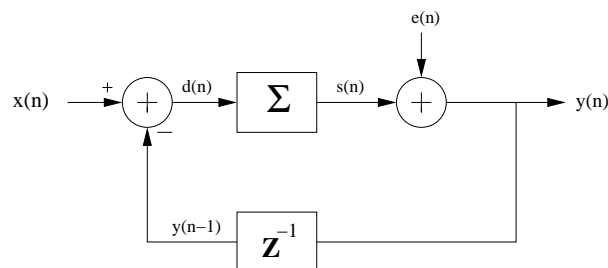 e(n)
+
d(n)
s(n)
x(n)
+
Σ
+
y(n)
−
y(n−1)
z⁻¹